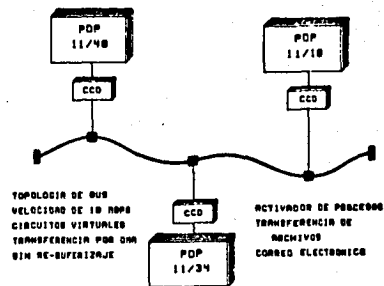 PDP
11/40
PDP
11/10
CCD
CCD
CCD
PDP
11/34
TOPOLOGIA DE BUS
VELOCIDAD DE 10 MBPS
CIRCUITOS VIRTUALES
TRANSFERENCIA POR DMA
SIN RE-BUFERIZAJE
ACTIVADOR DE PROCESOS
TRANSFERENCIA DE
ARCHIVOS
CORREO ELECTRONICO